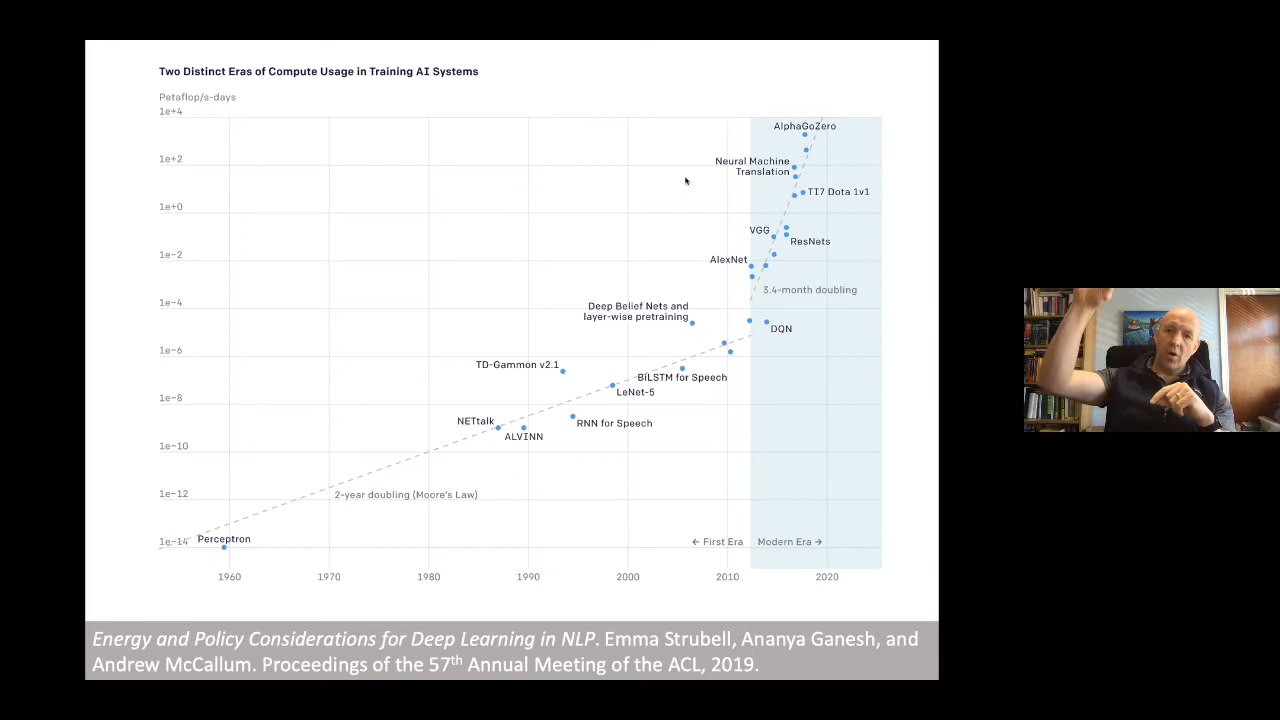 Two Distinct Eras of Compute Usage in Training AI Systems
Petaflop/s-days
1e+4
AlphaGoZero
1e+2
Neural Machine
Translation
TI7 Dota 1v1
1e+0
VGG
ResNets
1e-2
AlexNet
3.4-month doubling
1e-4
Deep Belief Nets and
layer-wise pretraining
DQN
1e-6
TD-Gammon v2.1
BiLSTM for Speech
LeNet-5
1e-8
NETtalk
RNN for Speech
ALVINN
1e-10
1e-12
2-year doubling (Moore's Law)
1e-14
Perceptron
← First Era
Modern Era →
1960 1970 1980 1990 2000 2010 2020
Energy and Policy Considerations for Deep Learning in NLP. Emma Strubell, Ananya Ganesh, and
Andrew McCallum. Proceedings of the 57th Annual Meeting of the ACL, 2019.